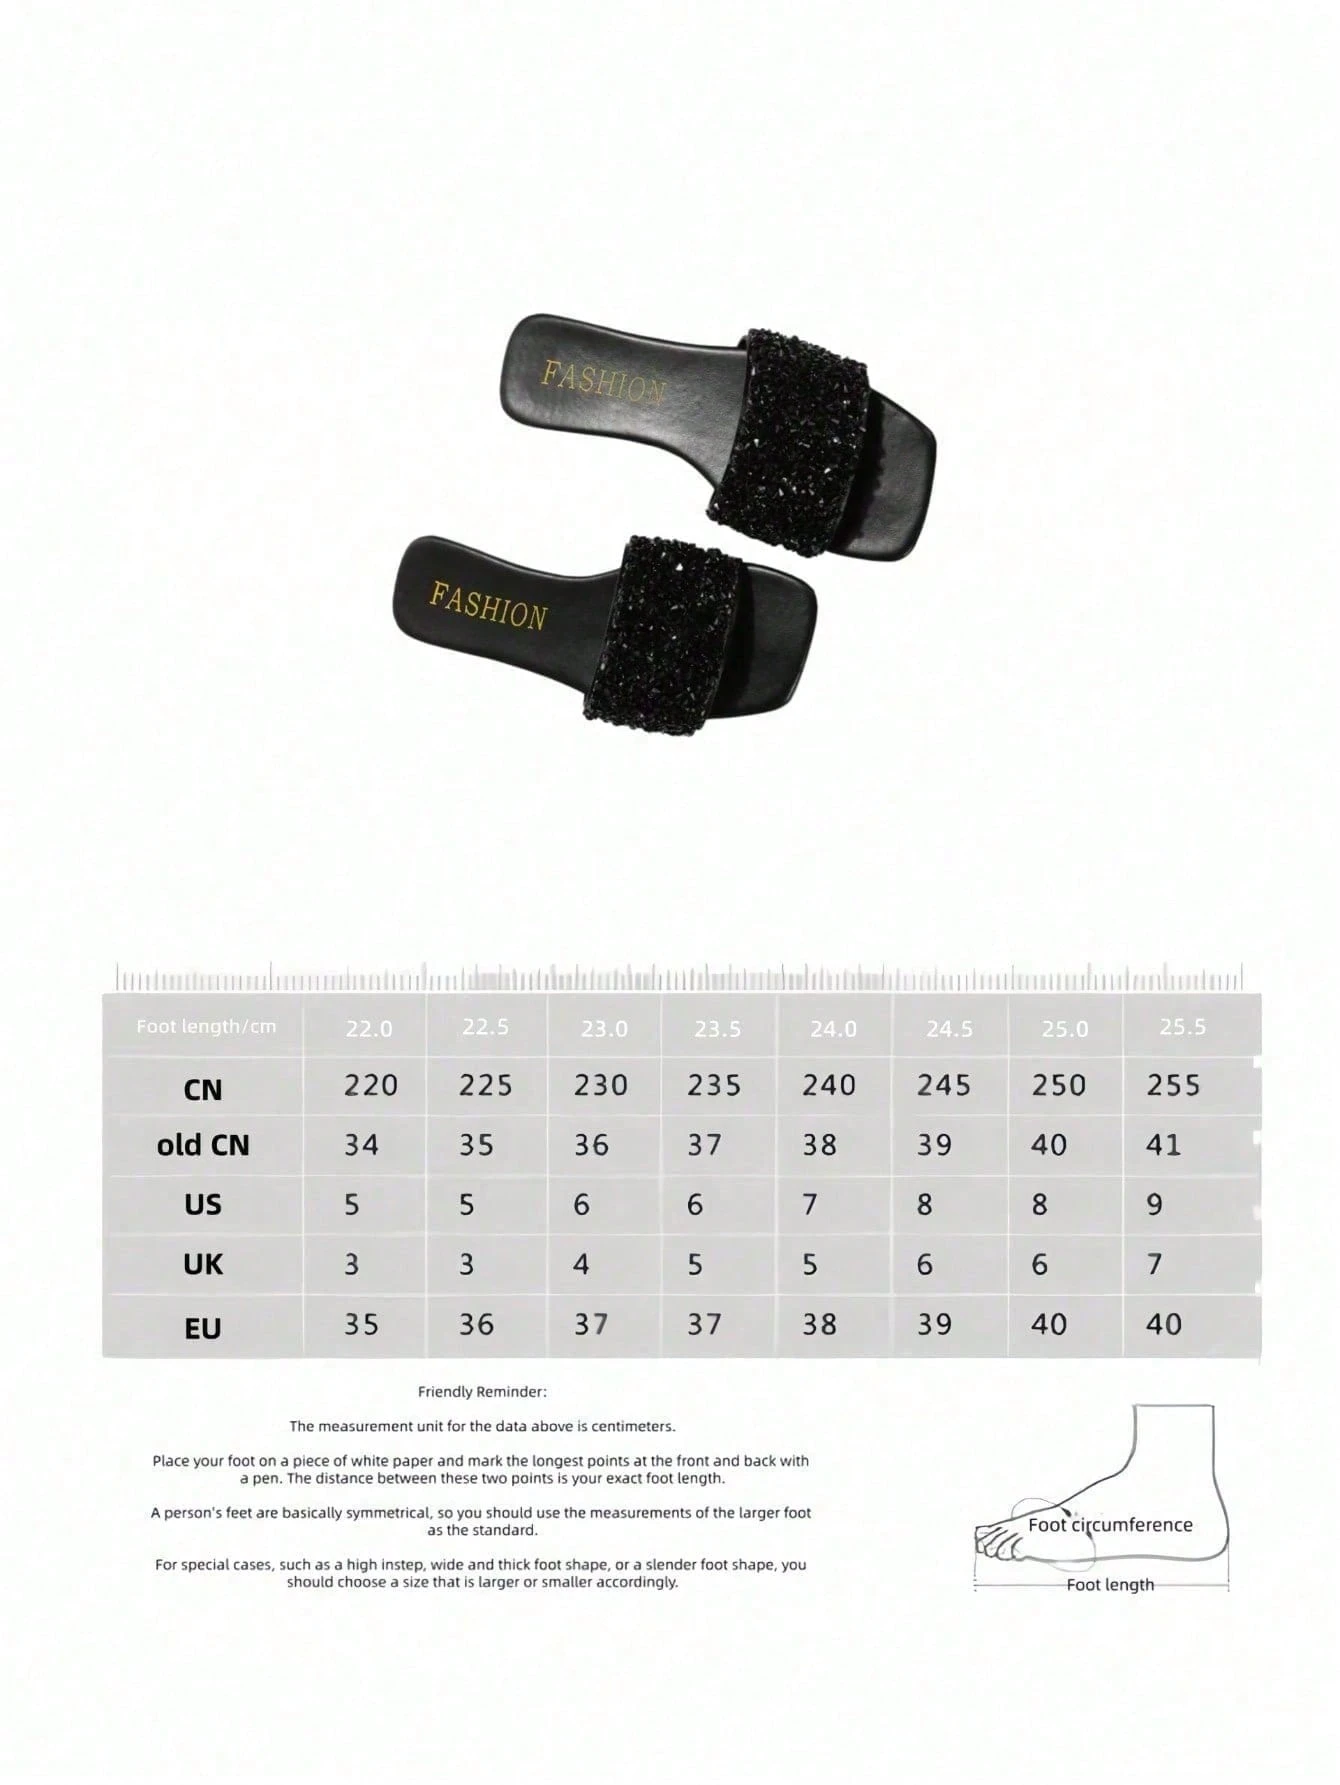 FASHION
FASHION
Foot length/cm 22.0 22.5 23.0 23.5 24.0 24.5 25.0 25.5
CN 220 225 230 235 240 245 250 255
old CN 34 35 36 37 38 39 40 41
US 5 5 6 6 7 8 8 9
UK 3 3 4 5 5 6 6 7
EU 35 36 37 37 38 39 40 40
Friendly Reminder:
The measurement unit for the data above is centimeters.
Place your foot on a piece of white paper and mark the longest points at the front and back with
a pen. The distance between these two points is your exact foot length.
A person's feet are basically symmetrical, so you should use the measurements of the larger foot
as the standard.
For special cases, such as a high instep, wide and thick foot shape, or a slender foot shape, you
should choose a size that is larger or smaller accordingly.
Foot circumference
Foot length